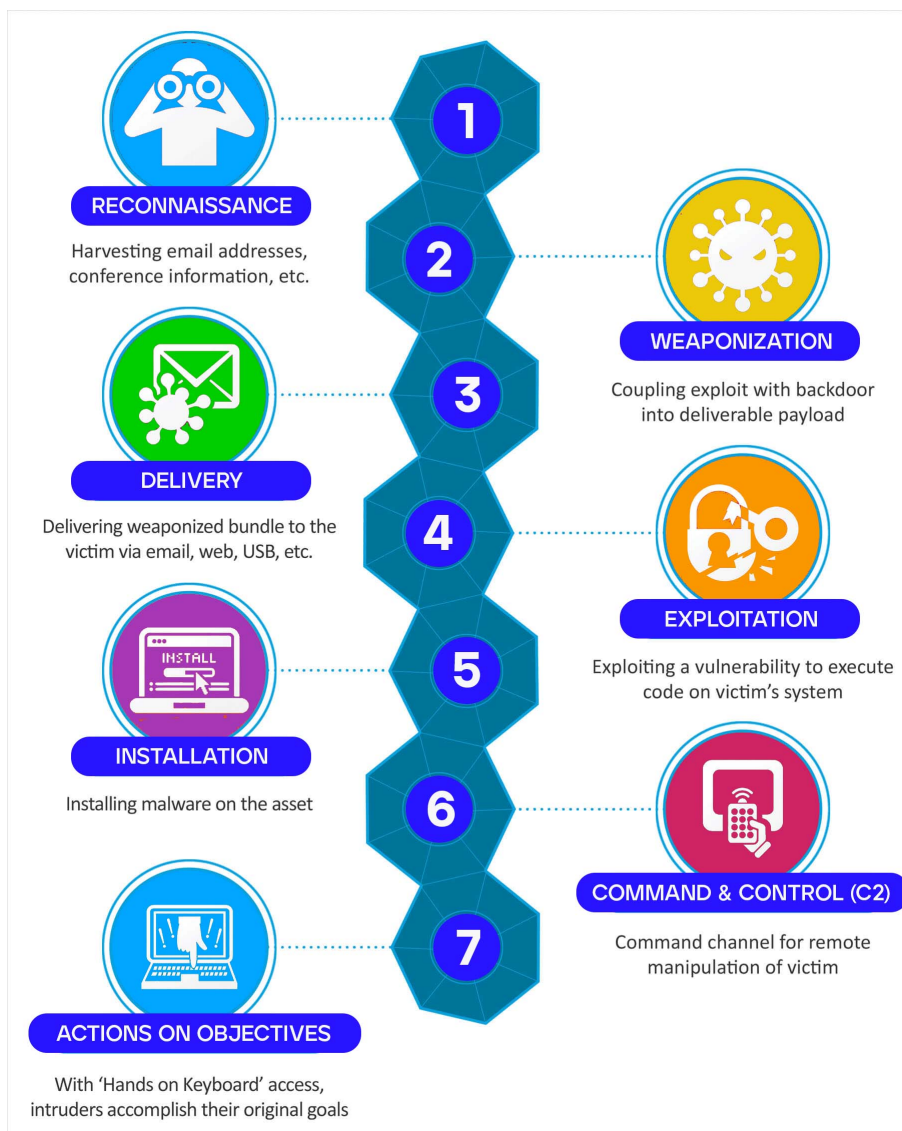 1
RECONNAISSANCE
Harvesting email addresses,
conference information, etc.
2
WEAPONIZATION
Coupling exploit with backdoor
into deliverable payload
3
DELIVERY
Delivering weaponized bundle to the
victim via email, web, USB, etc.
4
EXPLOITATION
Exploiting a vulnerability to execute
code on victim’s system
5
INSTALL
INSTALLATION
Installing malware on the asset
6
COMMAND & CONTROL (C2)
Command channel for remote
manipulation of victim
7
ACTIONS ON OBJECTIVES
With ‘Hands on Keyboard’ access,
intruders accomplish their original goals